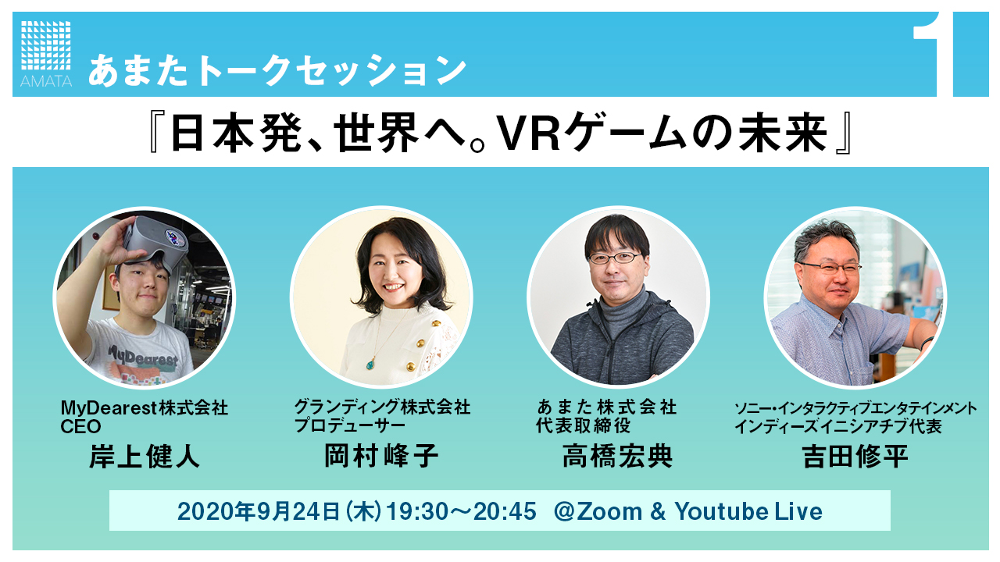 AMATA
あまたトークセッション
1
『日本発、世界へ。VRゲームの未来』
MyDearest
MyDearest株式会社
CEO
岸上健人
グランディング株式会社
プロデューサー
岡村峰子
あまた株式会社
代表取締役
高橋宏典
ソニー・インタラクティブエンタテインメント
インディーズイニシアチブ代表
吉田修平
2020年9月24日（木）19:30〜20:45 @Zoom & Youtube Live